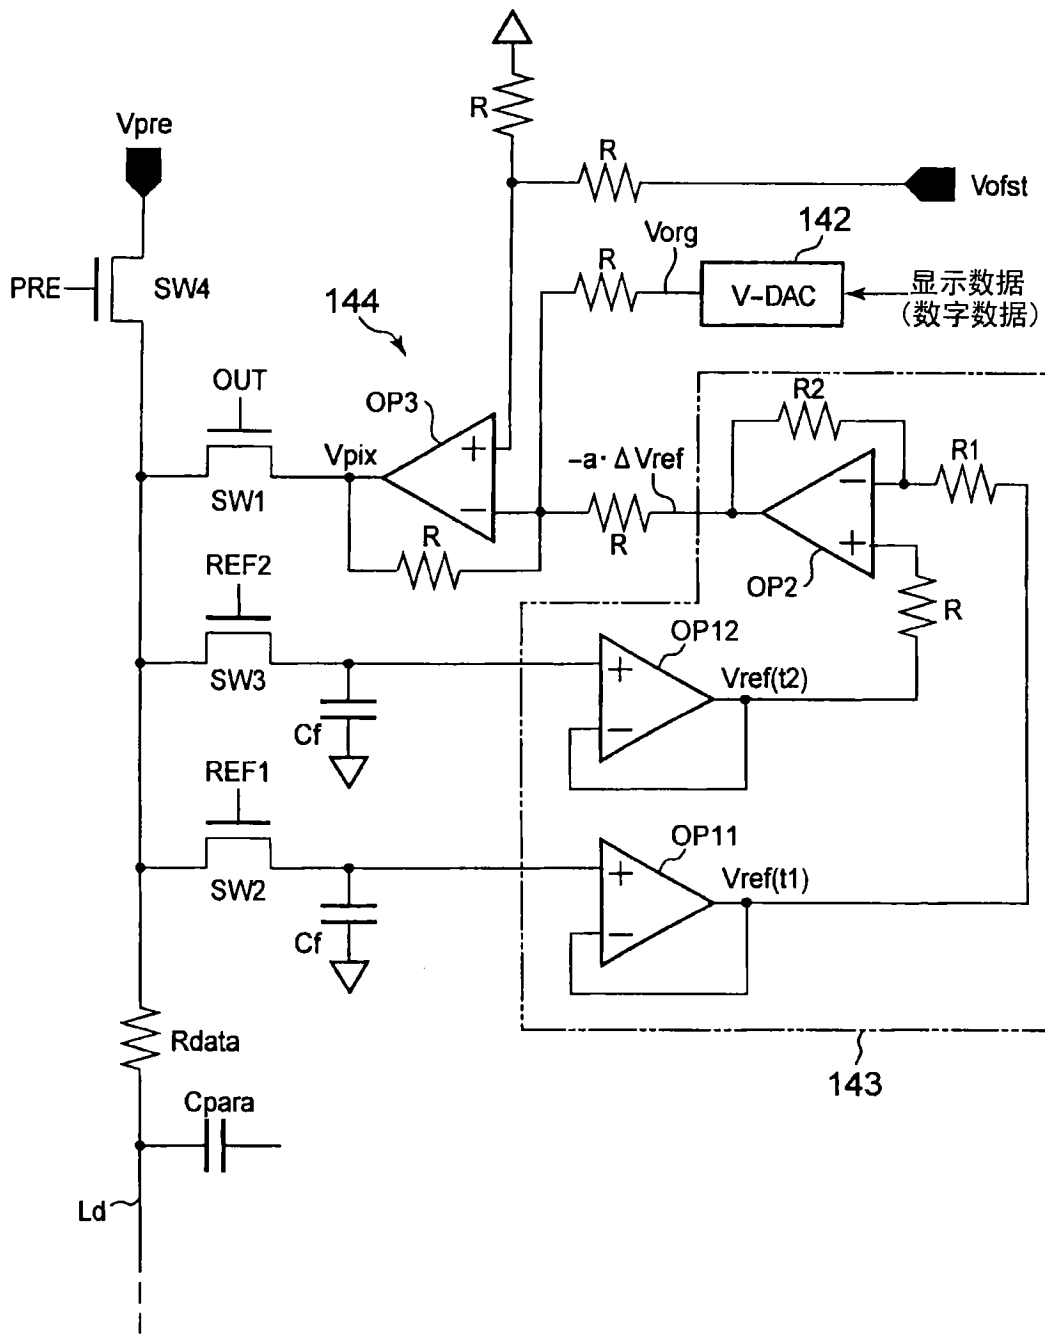 R
Vpre
R
Vofst
142
Vorg
R
PRE
SW4
V-DAC
显示数据
(数字数据)
144
OUT
OP3
R2
R1
Vpix
+
-a・ΔVref
−
SW1
−
R
R
+
OP2
REF2
R
OP12
SW3
+
Vref(t2)
Cf
−
REF1
OP11
SW2
+
Vref(t1)
Cf
−
Rdata
143
Cpara
Ld